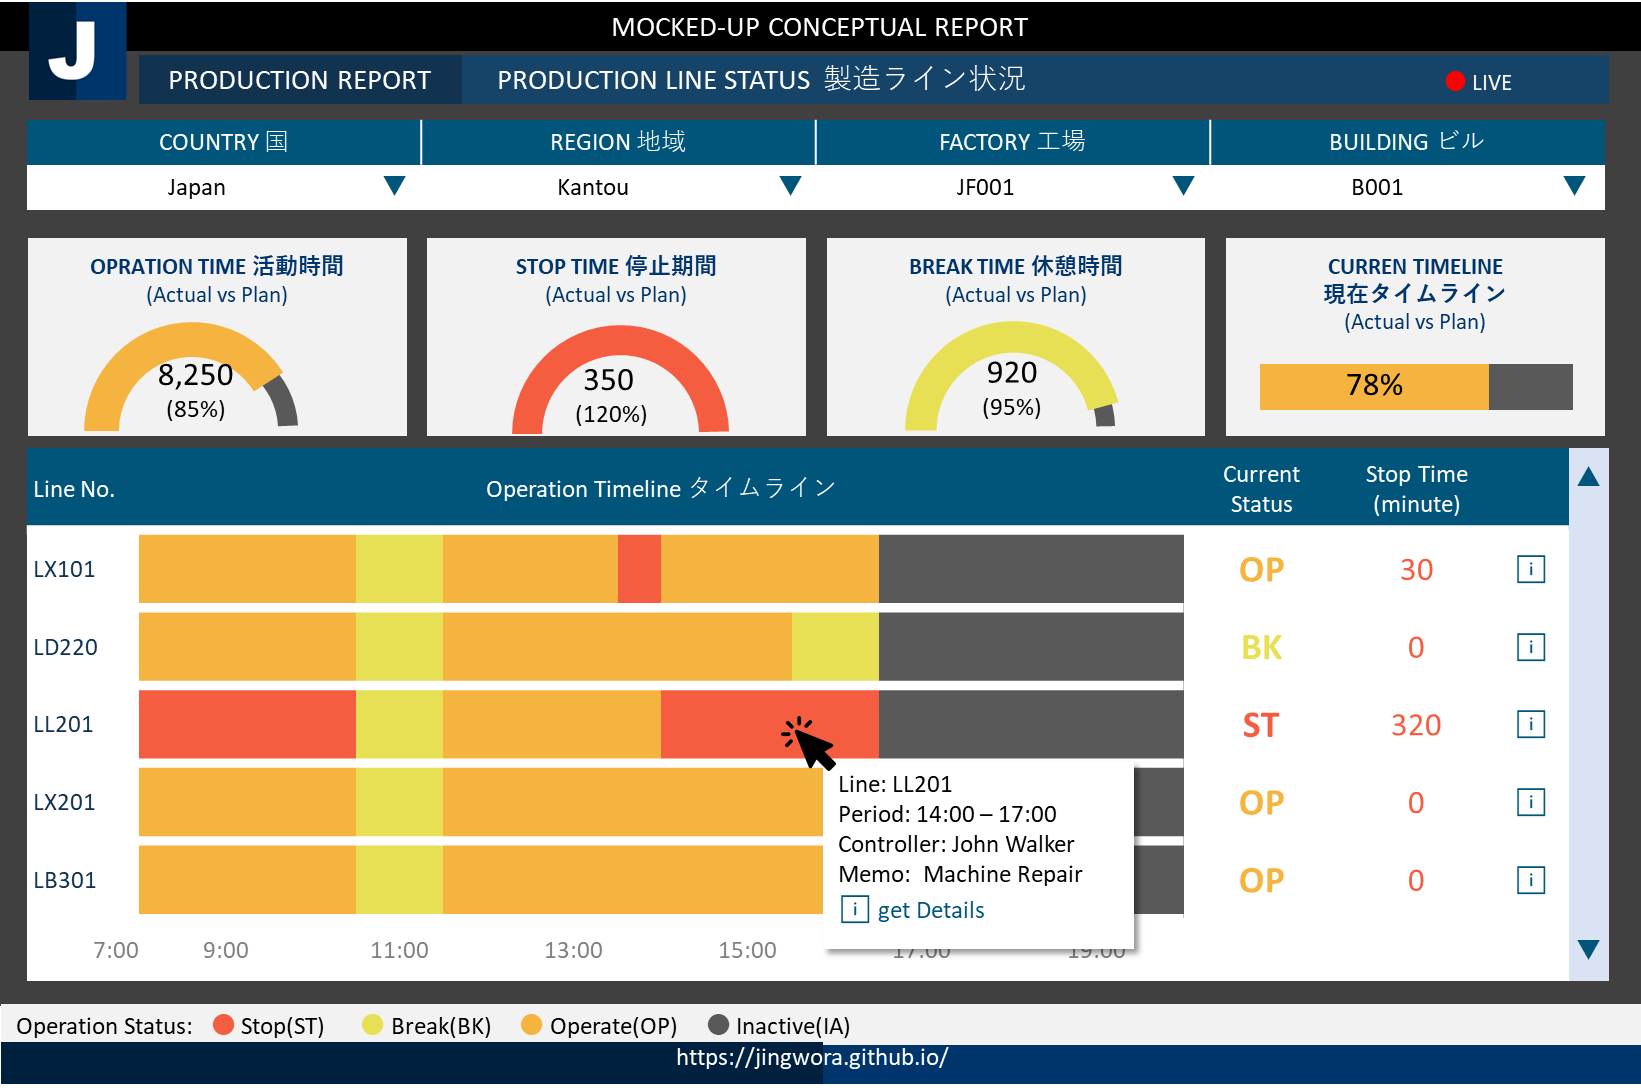 MOCKED-UP CONCEPTUAL REPORT
J
PRODUCTION REPORT
PRODUCTION LINE STATUS 製造ライン状況
LIVE
COUNTRY 国
REGION 地域
FACTORY 工場
BUILDING ビル
Japan
Kantou
JF001
B001
OPRATION TIME 活動時間
(Actual vs Plan)
8,250
(85%)
STOP TIME 停止期間
(Actual vs Plan)
350
(120%)
BREAK TIME 休憩時間
(Actual vs Plan)
920
(95%)
CURREN TIMELINE
現在タイムライン
(Actual vs Plan)
78%
Line No.
Operation Timeline タイムライン
Current
Status
Stop Time
(minute)
LX101
OP
30
i
LD220
BK
0
i
LL201
ST
320
i
LX201
OP
0
i
LB301
OP
0
i
Line: LL201
Period: 14:00 – 17:00
Controller: John Walker
Memo: Machine Repair
i get Details
7:00
9:00
11:00
13:00
15:00
17:00
19:00
Operation Status:
Stop(ST)
Break(BK)
Operate(OP)
Inactive(IA)
https://jingwora.github.io/